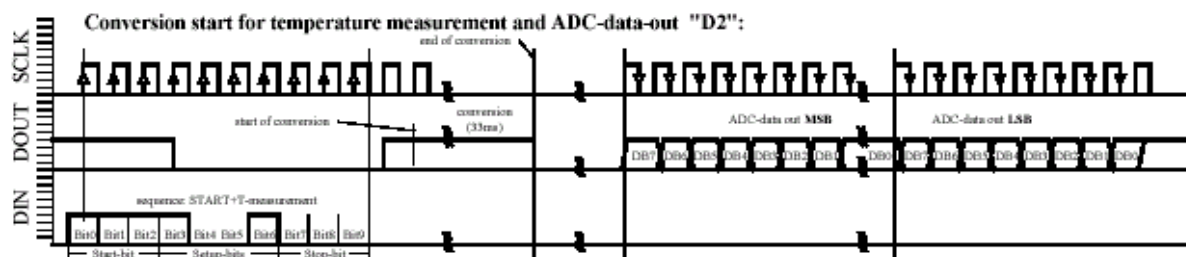 Conversion start for temperature measurement and ADC-data-out "D2":
end of conversion
SCLK
start of conversion
conversion
(33ms)
ADC-data out MSB
ADC-data out LSB
DOUT
DB7 DB6 DB5 DB4 DB3 DB2 DB1 DB0 DB7 DB6 DB5 DB4 DB3 DB2 DB1 DB0
sequence: START+T-measurement
DIN
Bit0 Bit1 Bit2 Bit3 Bit4 Bit5 Bit6 Bit7 Bit8 Bit9
Start-bit Setup-bits Stop-bit